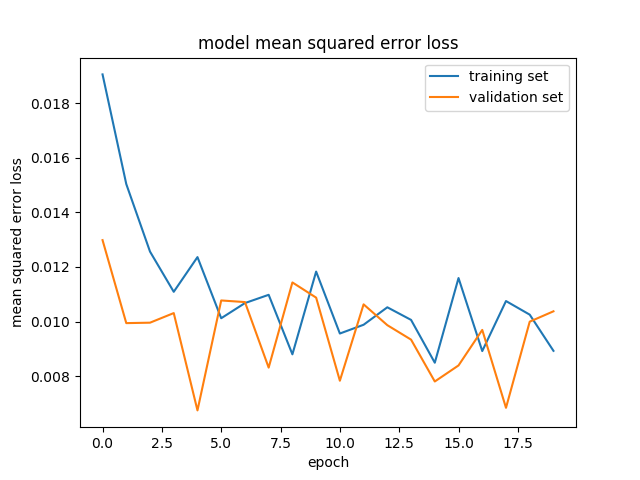 model mean squared error loss
training set
validation set
0.018
0.016
0.014
0.012
0.010
0.008
mean squared error loss
0.0 2.5 5.0 7.5 10.0 12.5 15.0 17.5
epoch